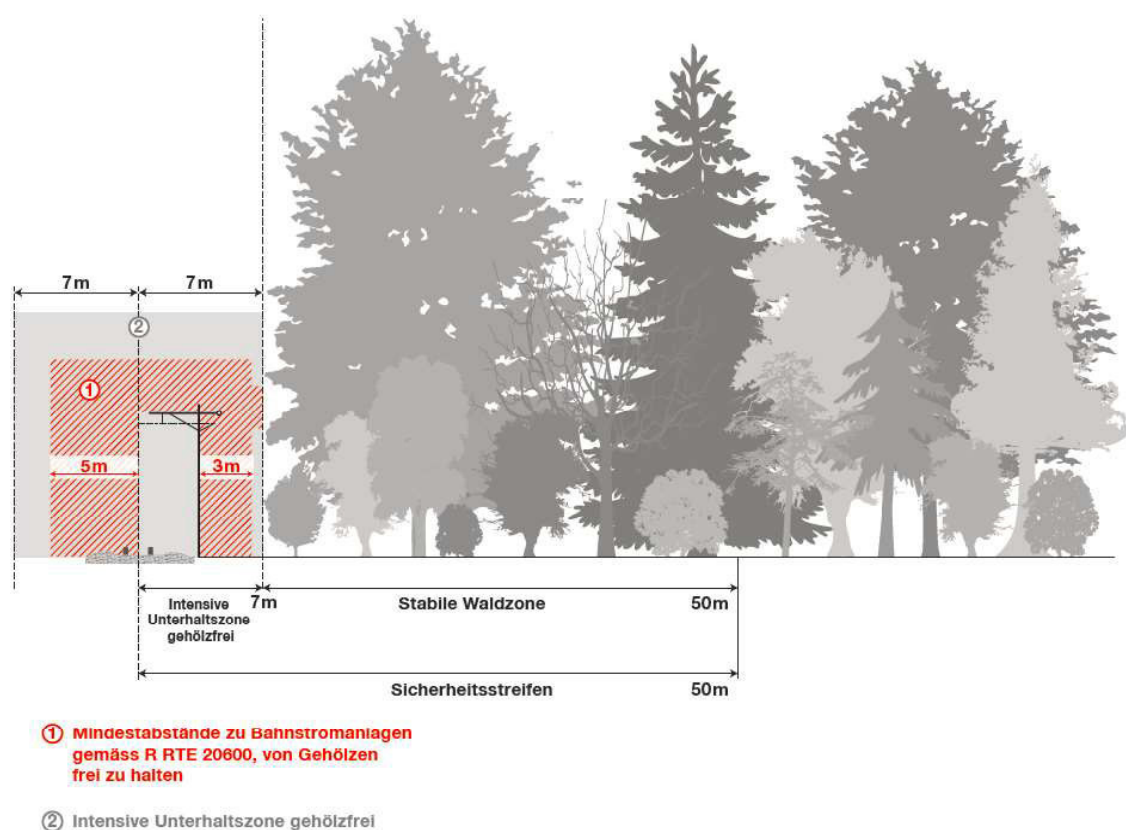 7m
7m
2
1
5m
3m
Intensive
Unterhaltszone
gehölzfrei
7m
Stabile Waldzone
50m
Sicherheitsstreifen
50m
1 Mindestabstände zu Bahnstromanlagen
gemäss R RTE 20600, von Gehölzen
frei zu halten
2 Intensive Unterhaltszone gehölzfrei